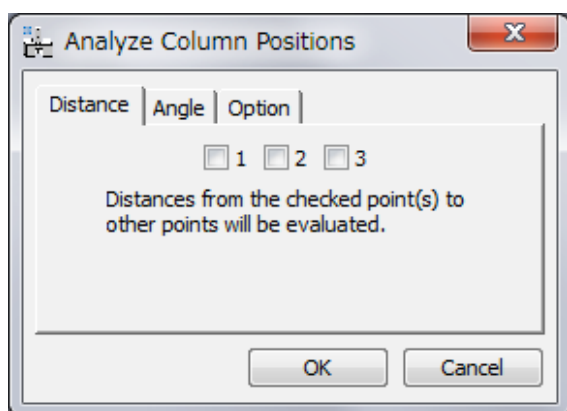 Analyze Column Positions
Distance Angle Option
1 2 3
Distances from the checked point(s) to
other points will be evaluated.
OK Cancel